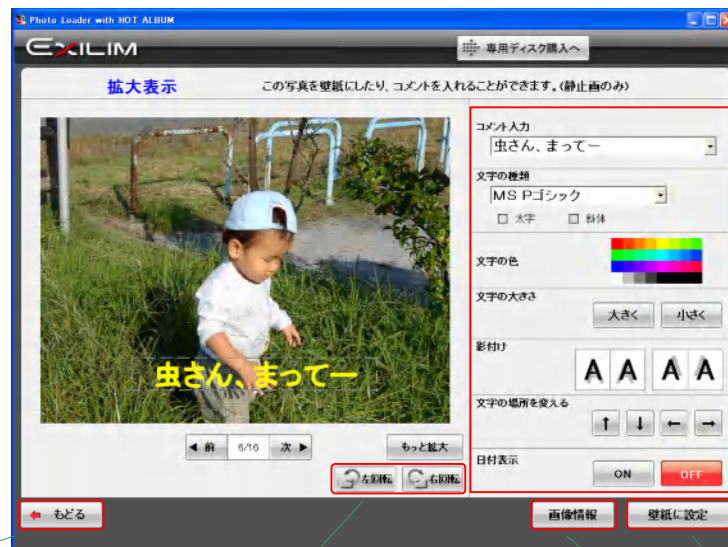 Photo Loader with HOT ALBUM
EXILIM
専用ディスク購入へ
拡大表示
この写真を壁紙にしたり、コメントを入れることができます。(静止画のみ)
コメント入力
虫さん、まってー
文字の種類
MS Pゴシック
太字 斜体
文字の色
文字の大きさ
大きく 小さく
影付け
A A A A
文字の場所を変える
↑ ↓ ← →
日付表示
ON OFF
虫さん、まってー
◀ 前 6/16 次 ▶
もっと拡大
左回転 右回転
もどる
画像情報
壁紙に設定